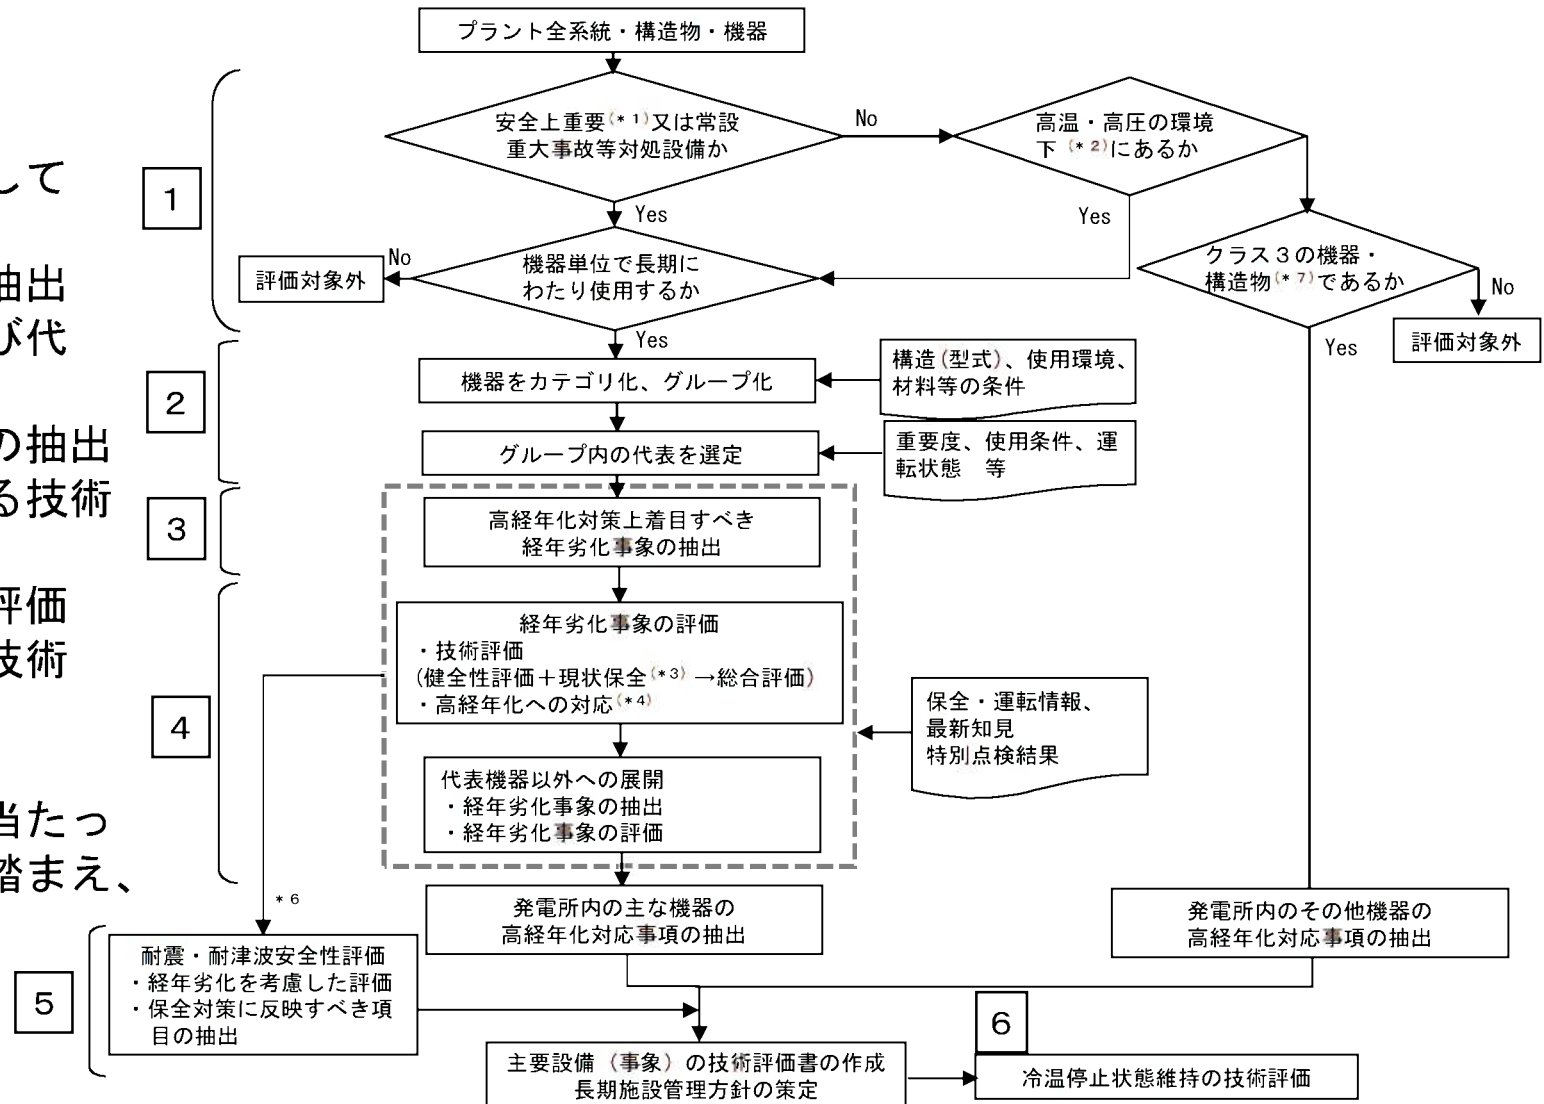 プラント全系統・構造物・機器
安全上重要(*1)又は常設
重大事故等対処設備か
No
高温・高圧の環境
下(*2)にあるか
1
Yes
Yes
して
抽出
び代
の抽出
る技術
評価
技術
当たっ
踏まえ、
評価対象外
No
機器単位で長期に
わたり使用するか
クラス3の機器・
構造物(*7)であるか
No
評価対象外
Yes
Yes
2
機器をカテゴリ化、グループ化
構造(型式)、使用環境、
材料等の条件
グループ内の代表を選定
重要度、使用条件、運
転状態 等
3
高経年化対策上着目すべき
経年劣化事象の抽出
4
経年劣化事象の評価
・技術評価
(健全性評価+現状保全(*3)→総合評価)
・高経年化への対応(*4)
保全・運転情報、
最新知見
特別点検結果
代表機器以外への展開
・経年劣化事象の抽出
・経年劣化事象の評価
*6
発電所内の主な機器の
高経年化対応事項の抽出
発電所内のその他機器の
高経年化対応事項の抽出
5
耐震・耐津波安全性評価
・経年劣化を考慮した評価
・保全対策に反映すべき項
目の抽出
主要設備(事象)の技術評価書の作成
長期施設管理方針の策定
6
冷温停止状態維持の技術評価